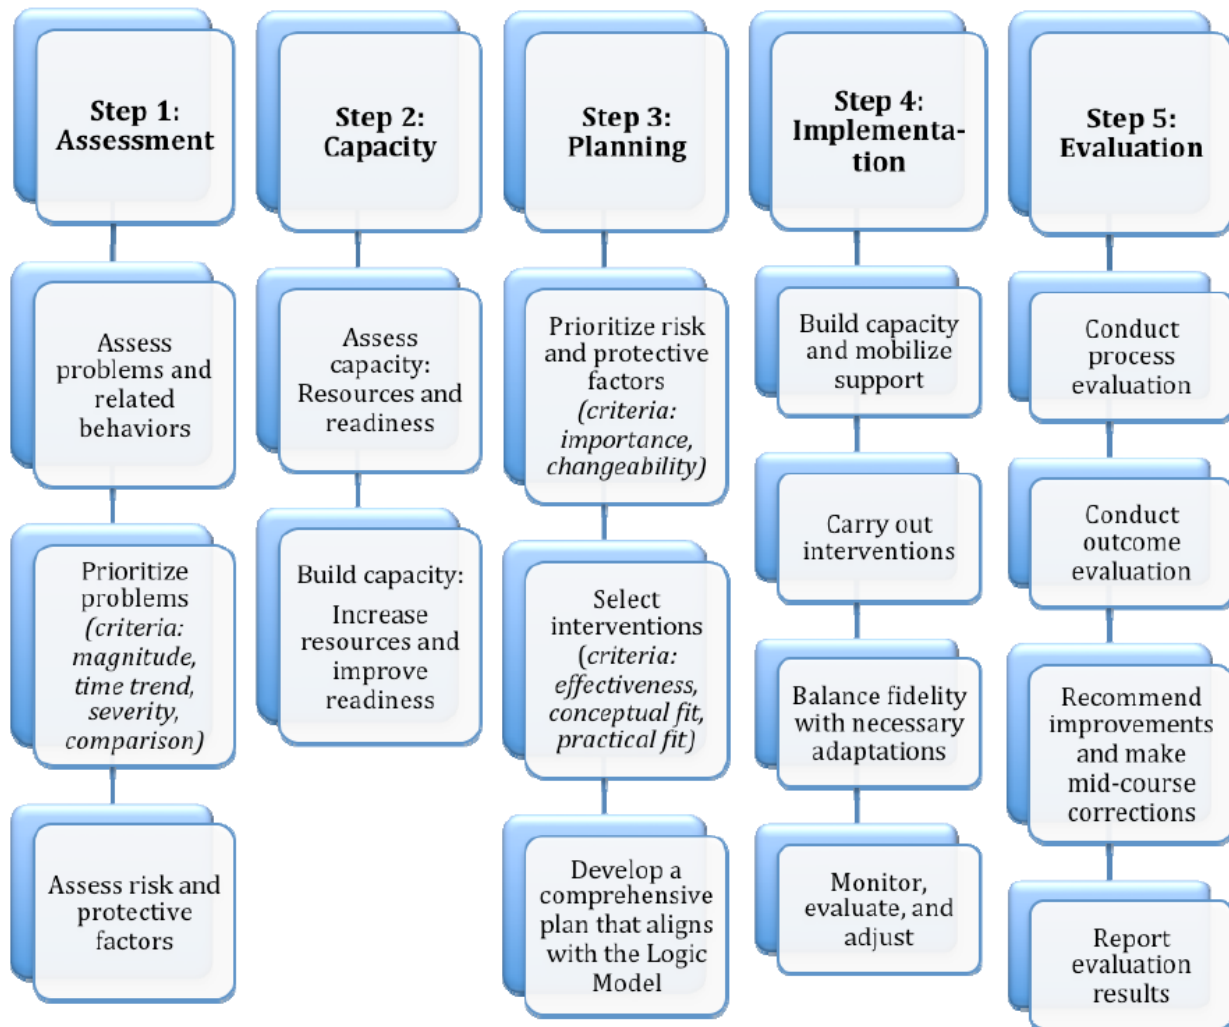 Step 1:
Assessment
Assess
problems and
related
behaviors
Prioritize
problems
(criteria:
magnitude,
time trend,
severity,
comparison)
Assess risk and
protective
factors
Step 2:
Capacity
Assess
capacity:
Resources and
readiness
Build capacity:
Increase
resources and
improve
readiness
Step 3:
Planning
Prioritize risk
and protective
factors
(criteria:
importance,
changeability)
Select
interventions
(criteria:
effectiveness,
conceptual fit,
practical fit)
Develop a
comprehensive
plan that aligns
with the Logic
Model
Step 4:
Implementa-
tion
Build capacity
and mobilize
support
Carry out
interventions
Balance fidelity
with necessary
adaptations
Monitor,
evaluate, and
adjust
Step 5:
Evaluation
Conduct
process
evaluation
Conduct
outcome
evaluation
Recommend
improvements
and make
mid-course
corrections
Report
evaluation
results